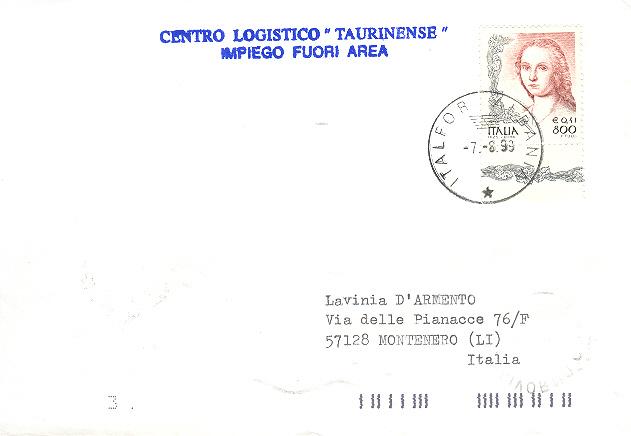 CENTRO LOGISTICO "TAURINENSE"
IMPIEGO FUORI AREA
ITALIA
€ 0,41
800
ITALFOR
-7.-8.99
Lavinia D'ARMENTO
Via delle Pianacce 76/F
57128 MONTENERO (LI)
Italia
3 .